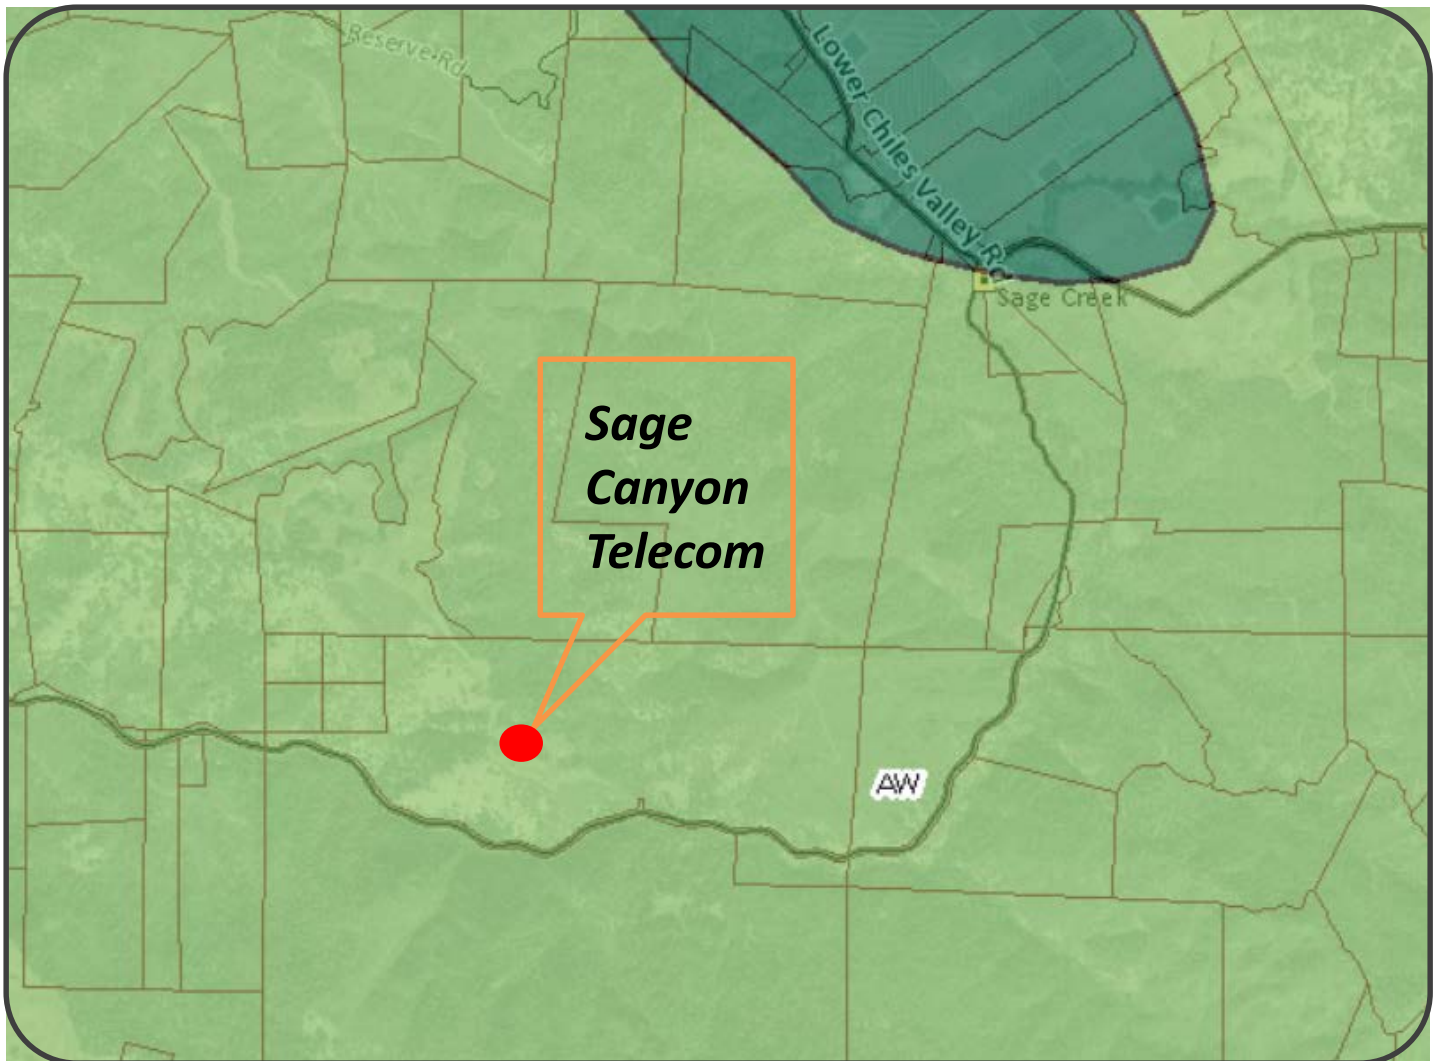 Reserve-Rd
Lower Chiles Valley-Rd
Sage Creek
Sage
Canyon
Telecom
AW